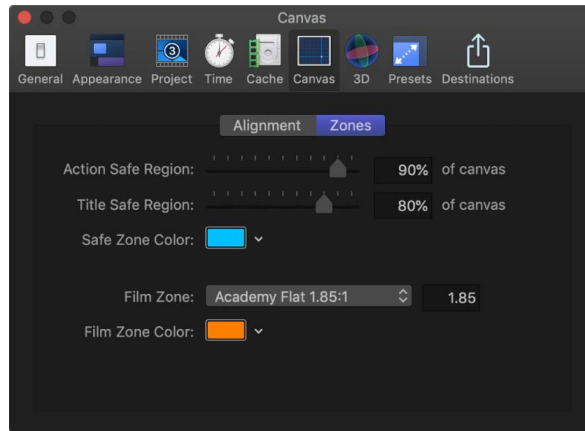 Canvas
General Appearance Project Time Cache Canvas 3D Presets Destinations
Alignment Zones
Action Safe Region: 90% of canvas
Title Safe Region: 80% of canvas
Safe Zone Color:
Film Zone: Academy Flat 1.85:1 1.85
Film Zone Color: